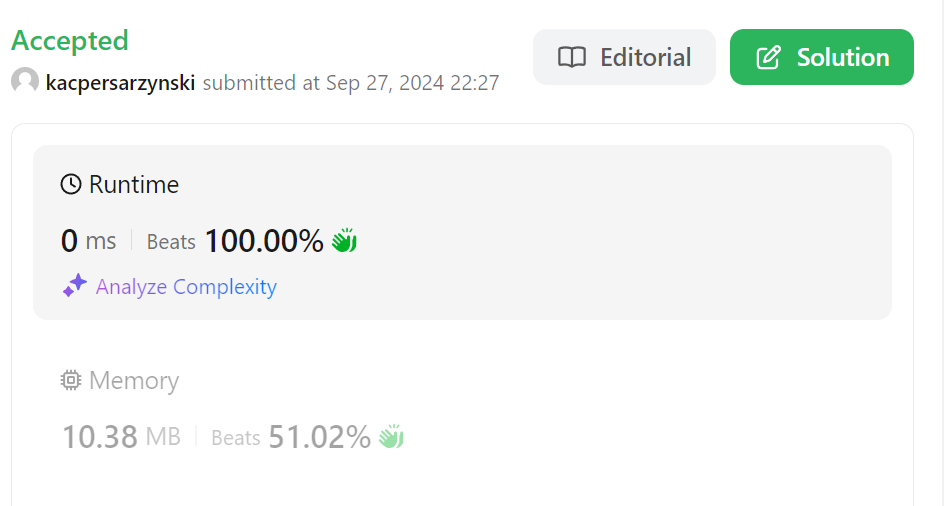 Accepted
Editorial
Solution
kacpersarzynski submitted at Sep 27, 2024 22:27
Runtime
0 ms Beats 100.00%
Analyze Complexity
Memory
10.38 MB Beats 51.02%